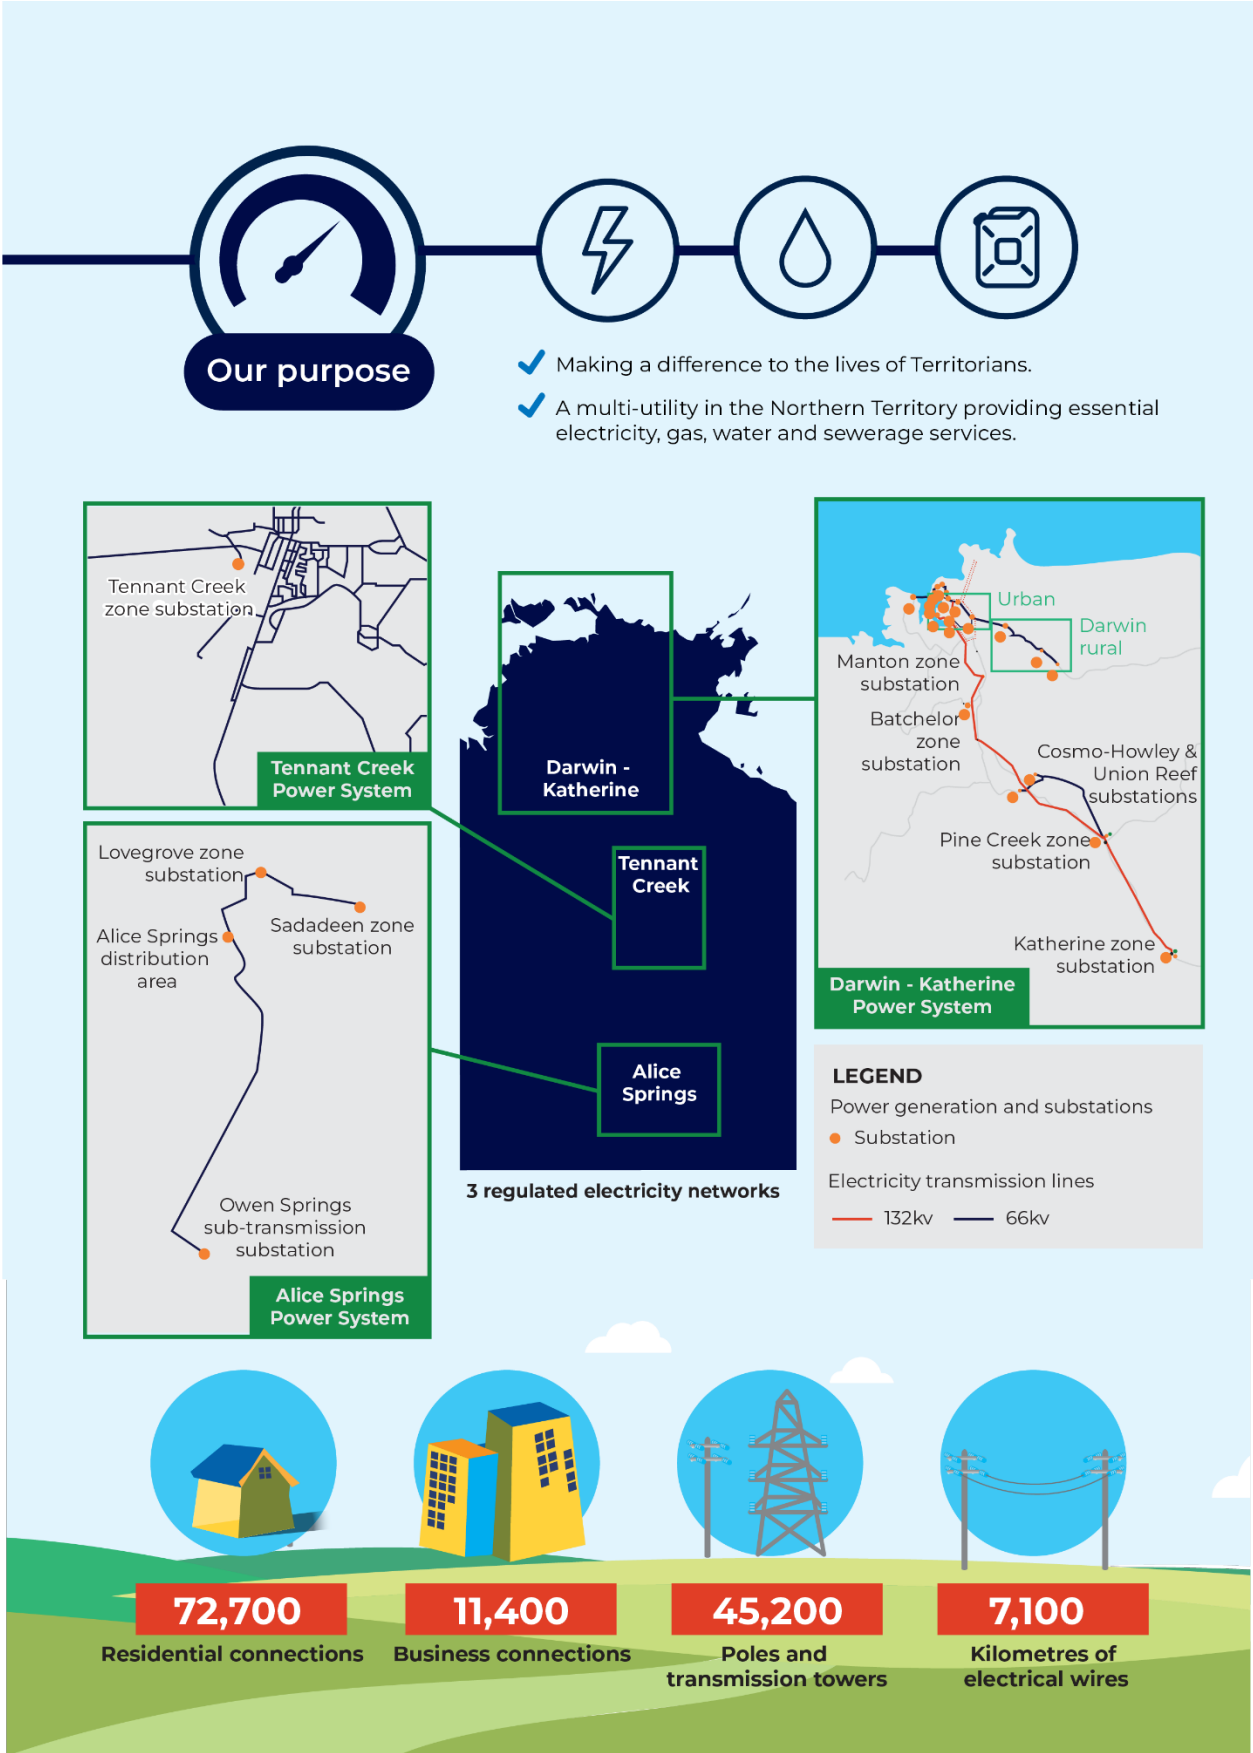 Our purpose
Making a difference to the lives of Territorians.
A multi-utility in the Northern Territory providing essential
electricity, gas, water and sewerage services.
Tennant Creek
zone substation
Tennant Creek
Power System
Lovegrove zone
substation
Sadadeen zone
substation
Alice Springs
distribution
area
Owen Springs
sub-transmission
substation
Alice Springs
Power System
Darwin -
Katherine
Tennant
Creek
Alice
Springs
3 regulated electricity networks
Urban
Darwin
rural
Manton zone
substation
Batchelor
zone
substation
Cosmo-Howley &
Union Reef
substations
Pine Creek zone
substation
Katherine zone
substation
Darwin - Katherine
Power System
LEGEND
Power generation and substations
Substation
Electricity transmission lines
132kv
66kv
72,700
Residential connections
11,400
Business connections
45,200
Poles and
transmission towers
7,100
Kilometres of
electrical wires